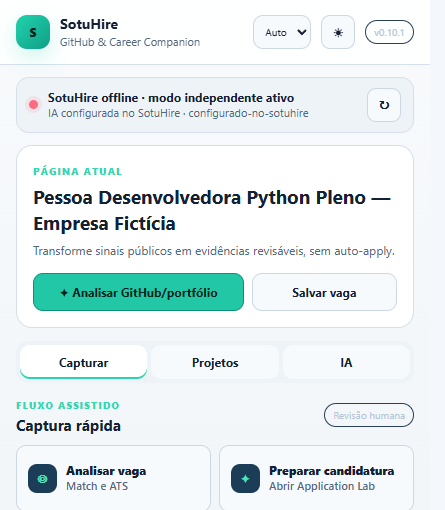 S
SotuHire
GitHub & Career Companion
Auto
v0.10.1
SotuHire offline · modo independente ativo
IA configurada no SotuHire · configurado-no-sotuhire
PÁGINA ATUAL
Pessoa Desenvolvedora Python Pleno —
Empresa Fictícia
Transforme sinais públicos em evidências revisáveis, sem auto-apply.
✦ Analisar GitHub/portfólio
Salvar vaga
Capturar
Projetos
IA
FLUXO ASSISTIDO
Captura rápida
Revisão humana
Analisar vaga
Match e ATS
Preparar candidatura
Abrir Application Lab